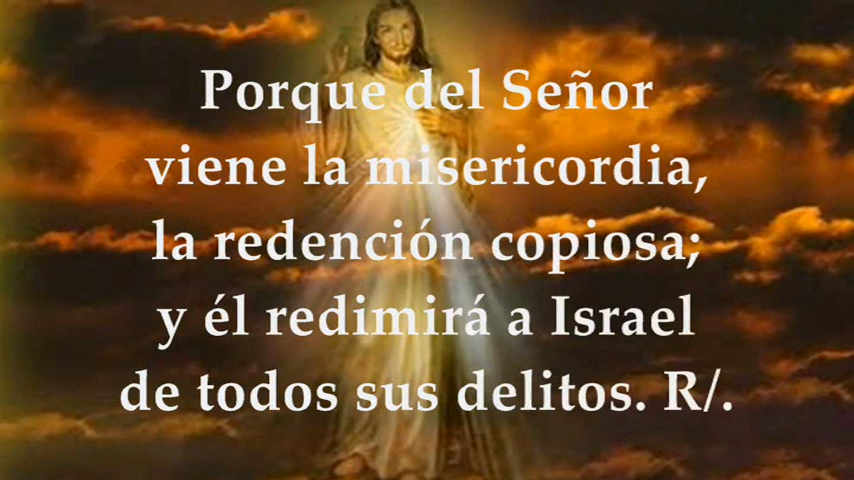 Porque del Señor
viene la misericordia,
la redención copiosa;
y él redimirá a Israel
de todos sus delitos. R/.